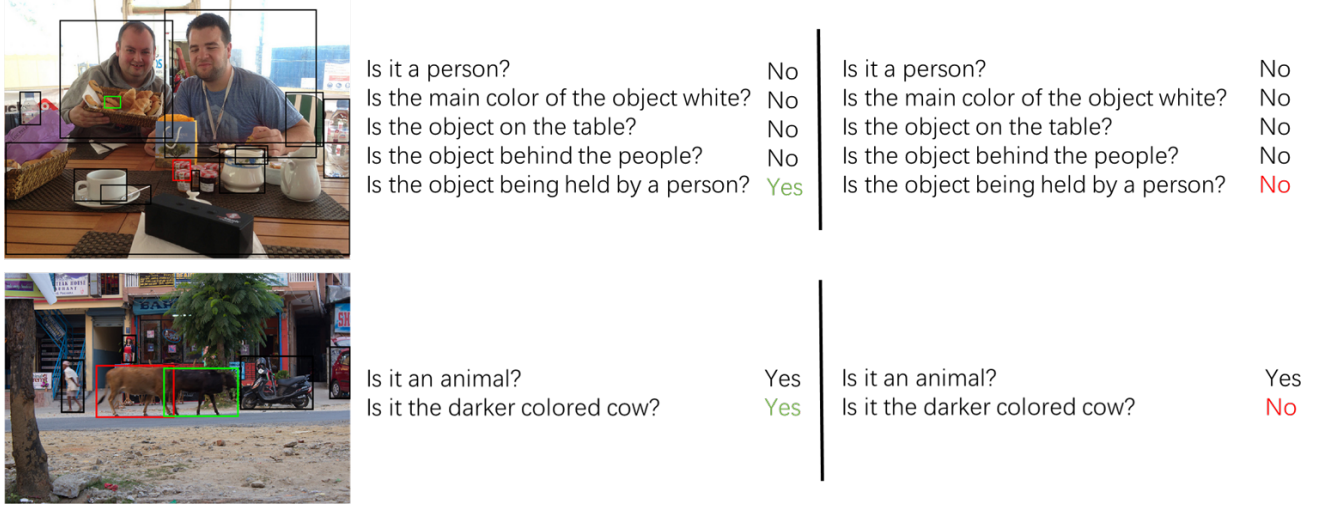 Is it a person? No
Is the main color of the object white? No
Is the object on the table? No
Is the object behind the people? No
Is the object being held by a person? Yes
Is it a person? No
Is the main color of the object white? No
Is the object on the table? No
Is the object behind the people? No
Is the object being held by a person? No
BAR
SH
Is it an animal? Yes
Is it the darker colored cow? Yes
Is it an animal? Yes
Is it the darker colored cow? No